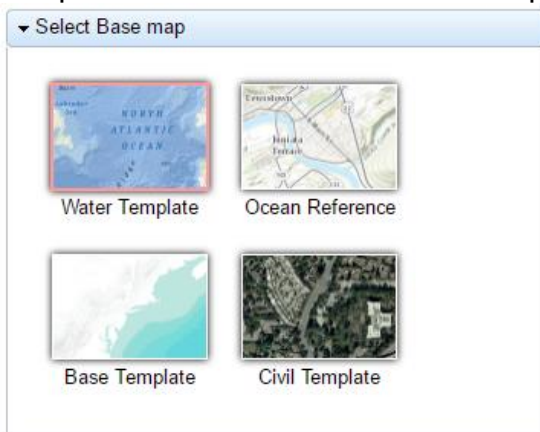 Select Base map
NORTH
ATLANTIC
OCEAN
Water Template
Ocean Reference
Base Template
Civil Template